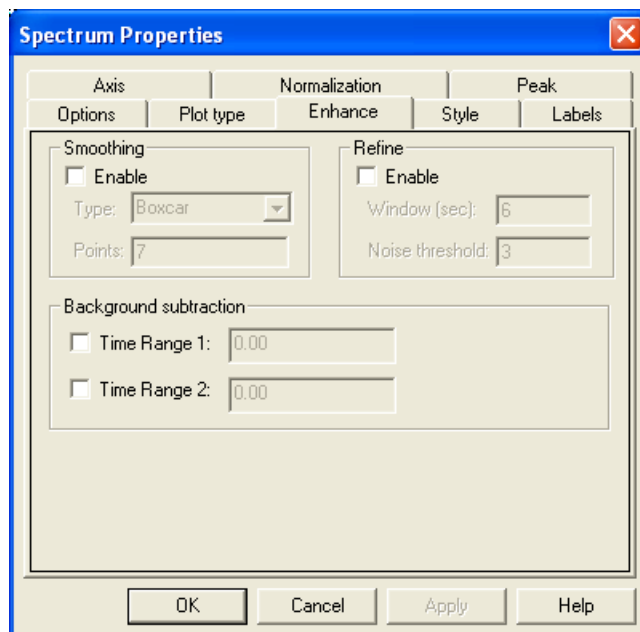 Spectrum Properties
Axis Normalization Peak
Options Plot type Enhance Style Labels
Smoothing
Enable
Type: Boxcar
Points: 7
Refine
Enable
Window (sec): 6
Noise threshold: 3
Background subtraction
Time Range 1: 0.00
Time Range 2: 0.00
OK Cancel Apply Help